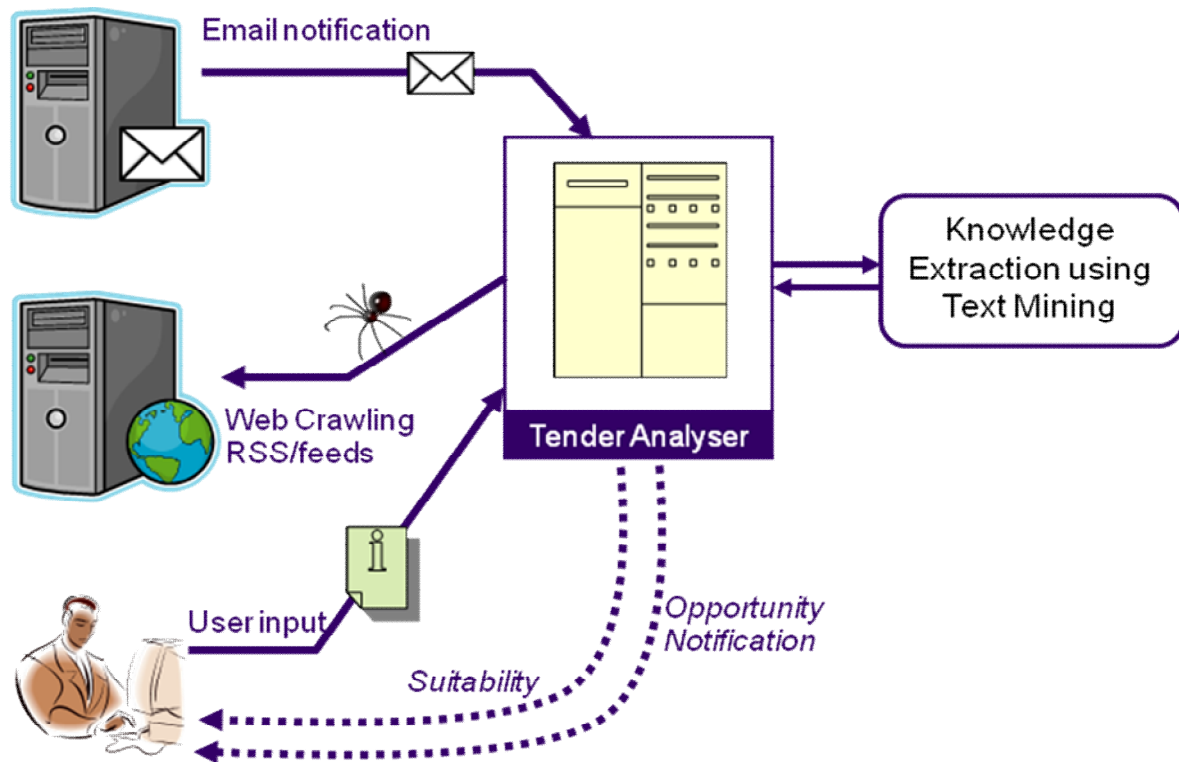 Email notification
Knowledge
Extraction using
Text Mining
Web Crawling
RSS/feeds
Tender Analyser
i
User input
Opportunity
Notification
Suitability